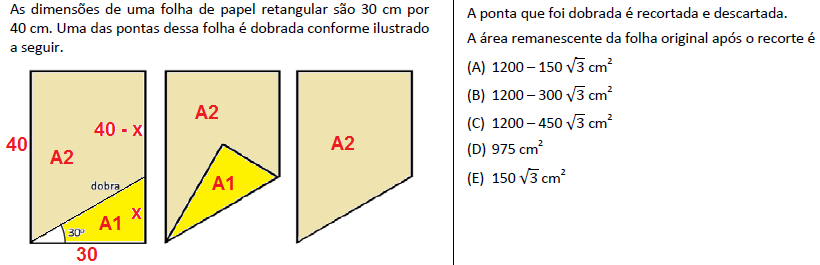 As dimensões de uma folha de papel retangular são 30 cm por
40 cm. Uma das pontas dessa folha é dobrada conforme ilustrado
a seguir.
40
A2
40 - x
dobra
30º
A1
x
30
A2
A1
A2
A ponta que foi dobrada é recortada e descartada.
A área remanescente da folha original após o recorte é
(A) 1200 – 150 √3 cm²
(B) 1200 – 300 √3 cm²
(C) 1200 – 450 √3 cm²
(D) 975 cm²
(E) 150 √3 cm²